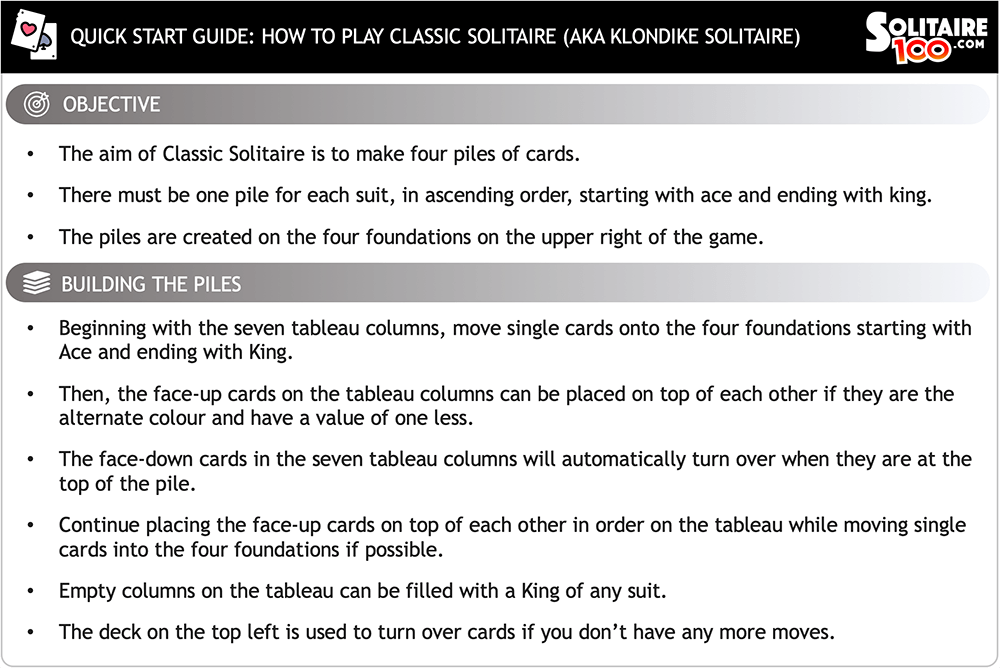 QUICK START GUIDE: HOW TO PLAY CLASSIC SOLITAIRE (AKA KLONDIKE SOLITAIRE)
SOLITAIRE
100.COM
OBJECTIVE
• The aim of Classic Solitaire is to make four piles of cards.
• There must be one pile for each suit, in ascending order, starting with ace and ending with king.
• The piles are created on the four foundations on the upper right of the game.
BUILDING THE PILES
• Beginning with the seven tableau columns, move single cards onto the four foundations starting with
Ace and ending with King.
• Then, the face-up cards on the tableau columns can be placed on top of each other if they are the
alternate colour and have a value of one less.
• The face-down cards in the seven tableau columns will automatically turn over when they are at the
top of the pile.
• Continue placing the face-up cards on top of each other in order on the tableau while moving single
cards into the four foundations if possible.
• Empty columns on the tableau can be filled with a King of any suit.
• The deck on the top left is used to turn over cards if you don’t have any more moves.